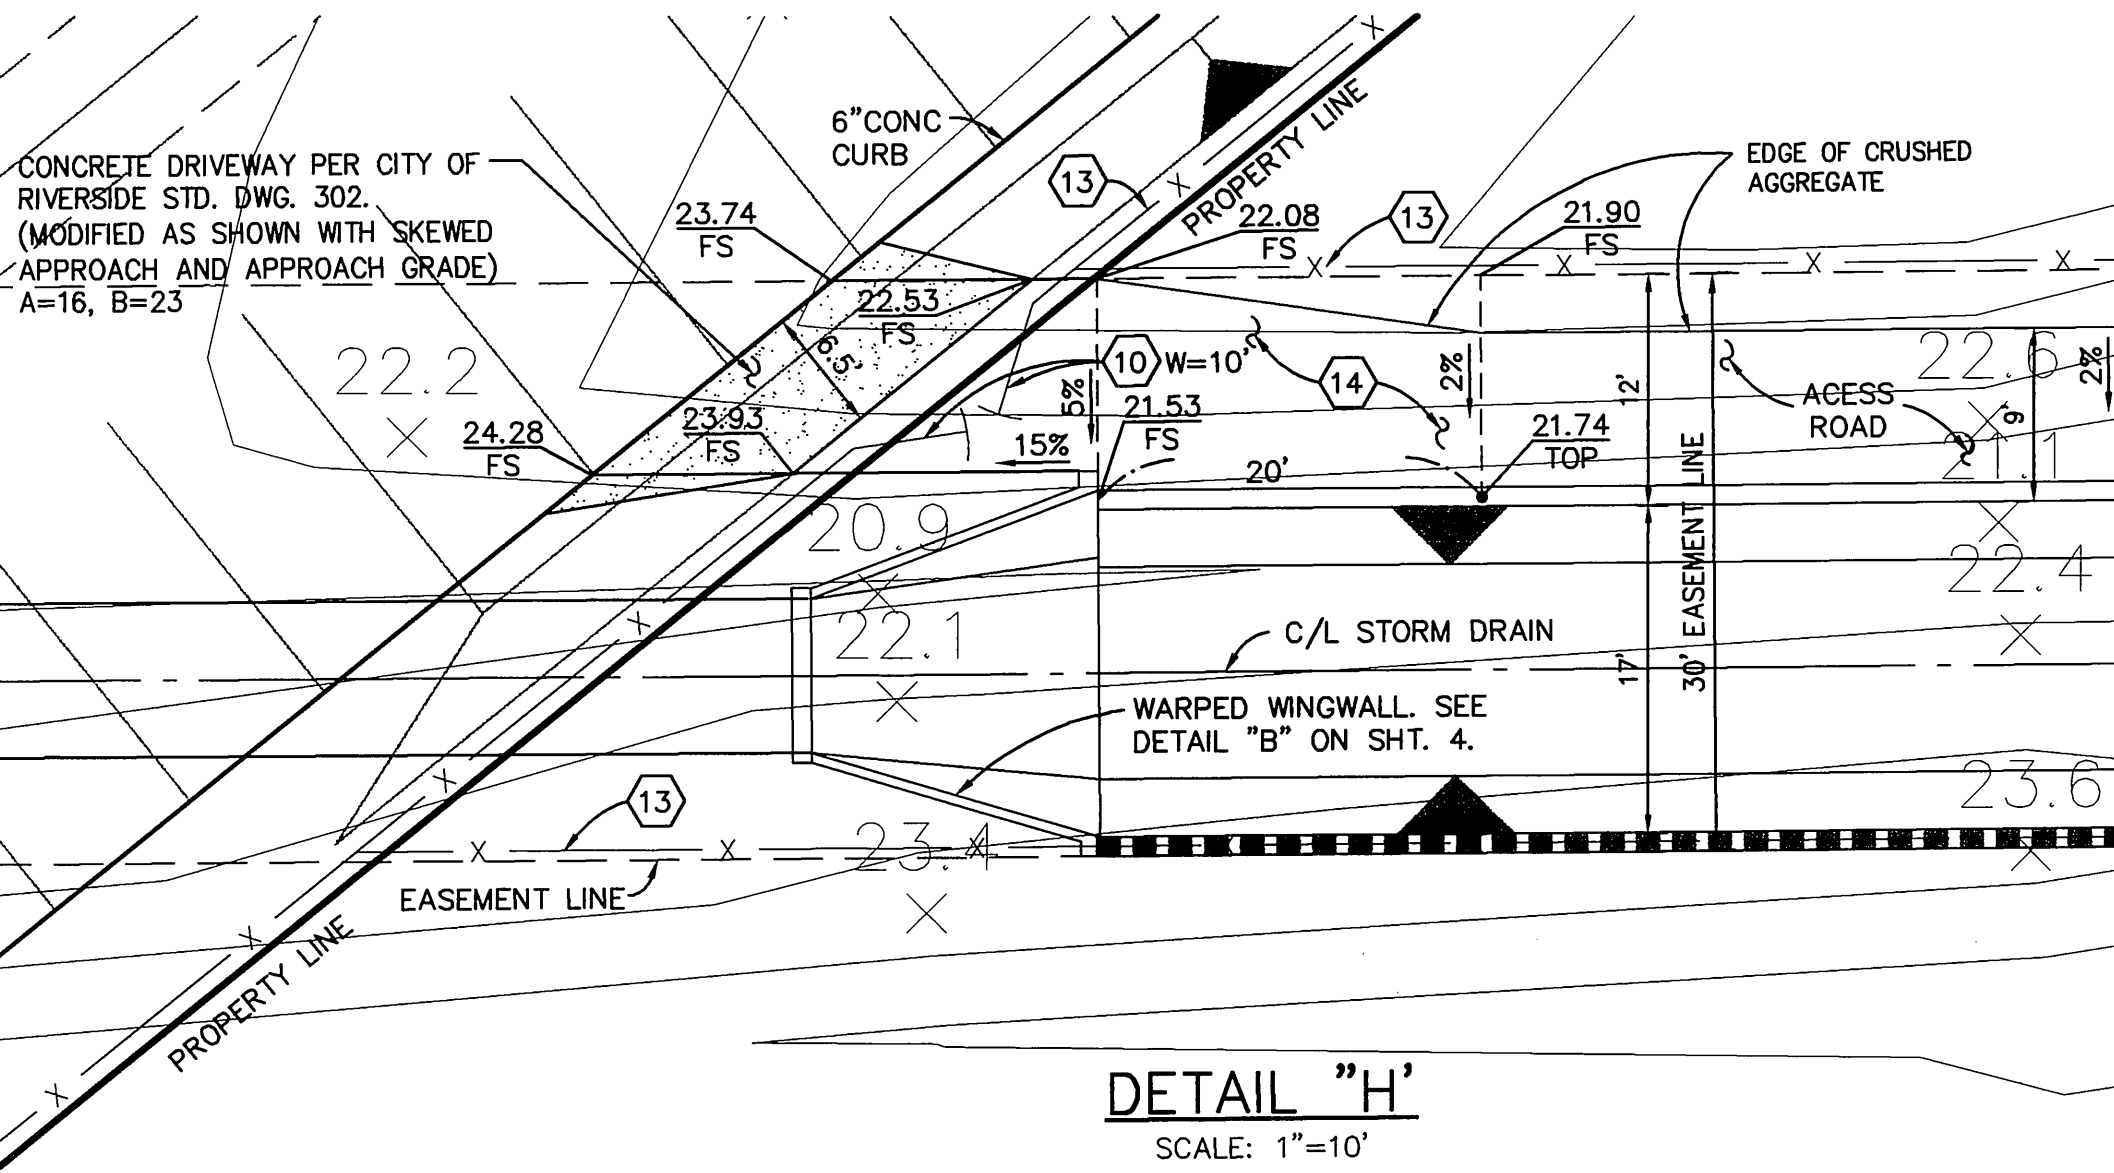 6"CONC
CURB
CONCRETE DRIVEWAY PER CITY OF
RIVERSIDE STD. DWG. 302.
(MODIFIED AS SHOWN WITH SKEWED
APPROACH AND APPROACH GRADE)
A=16, B=23
13
PROPERTY LINE
EDGE OF CRUSHED
AGGREGATE
23.74
FS
22.08
FS
13
21.90
FS
22.53
FS
6.5'
22.2
10
W=10'
14
5%
2%
12'
22.6
2%
ACESS
ROAD
9'
24.28
FS
23.93
FS
21.53
FS
15%
20'
21.74
TOP
21.1
20.9
22.4
30' EASEMENT LINE
22.1
C/L STORM DRAIN
17'
WARPED WINGWALL. SEE
DETAIL "B" ON SHT. 4.
13
23.6
23.4
EASEMENT LINE
PROPERTY LINE
DETAIL "H'
SCALE: 1"=10'